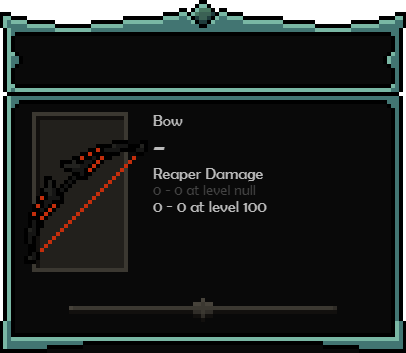 Bow
–
Reaper Damage
0 - 0 at level null
0 - 0 at level 100